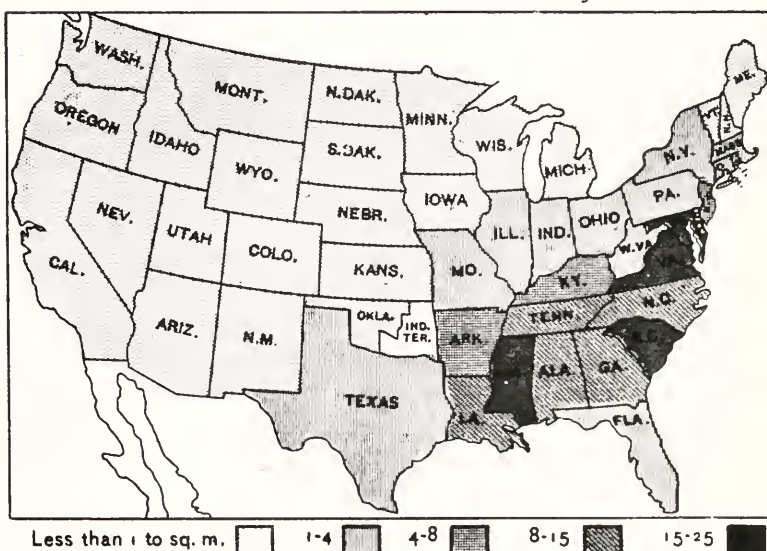 WASH.
MONT.
N.DAK.
MINN.
ME.
VT.
N.H.
OREGON
IDAHO
S.DAK.
WIS.
MICH.
N.Y.
MASS
WYO.
IOWA
PA.
NEV.
UTAH
NEBR.
ILL.
IND.
OHIO
W.VA
VA.
CAL.
COLO.
KANS.
MO.
KY.
N.C.
ARIZ.
N.M.
OKLA.
IND.
TER.
ARK.
TENN.
S.C.
TEXAS
LA.
ALA.
GA.
FLA.
Less than 1 to sq. m. 1-4 4-8 8-15 15-25